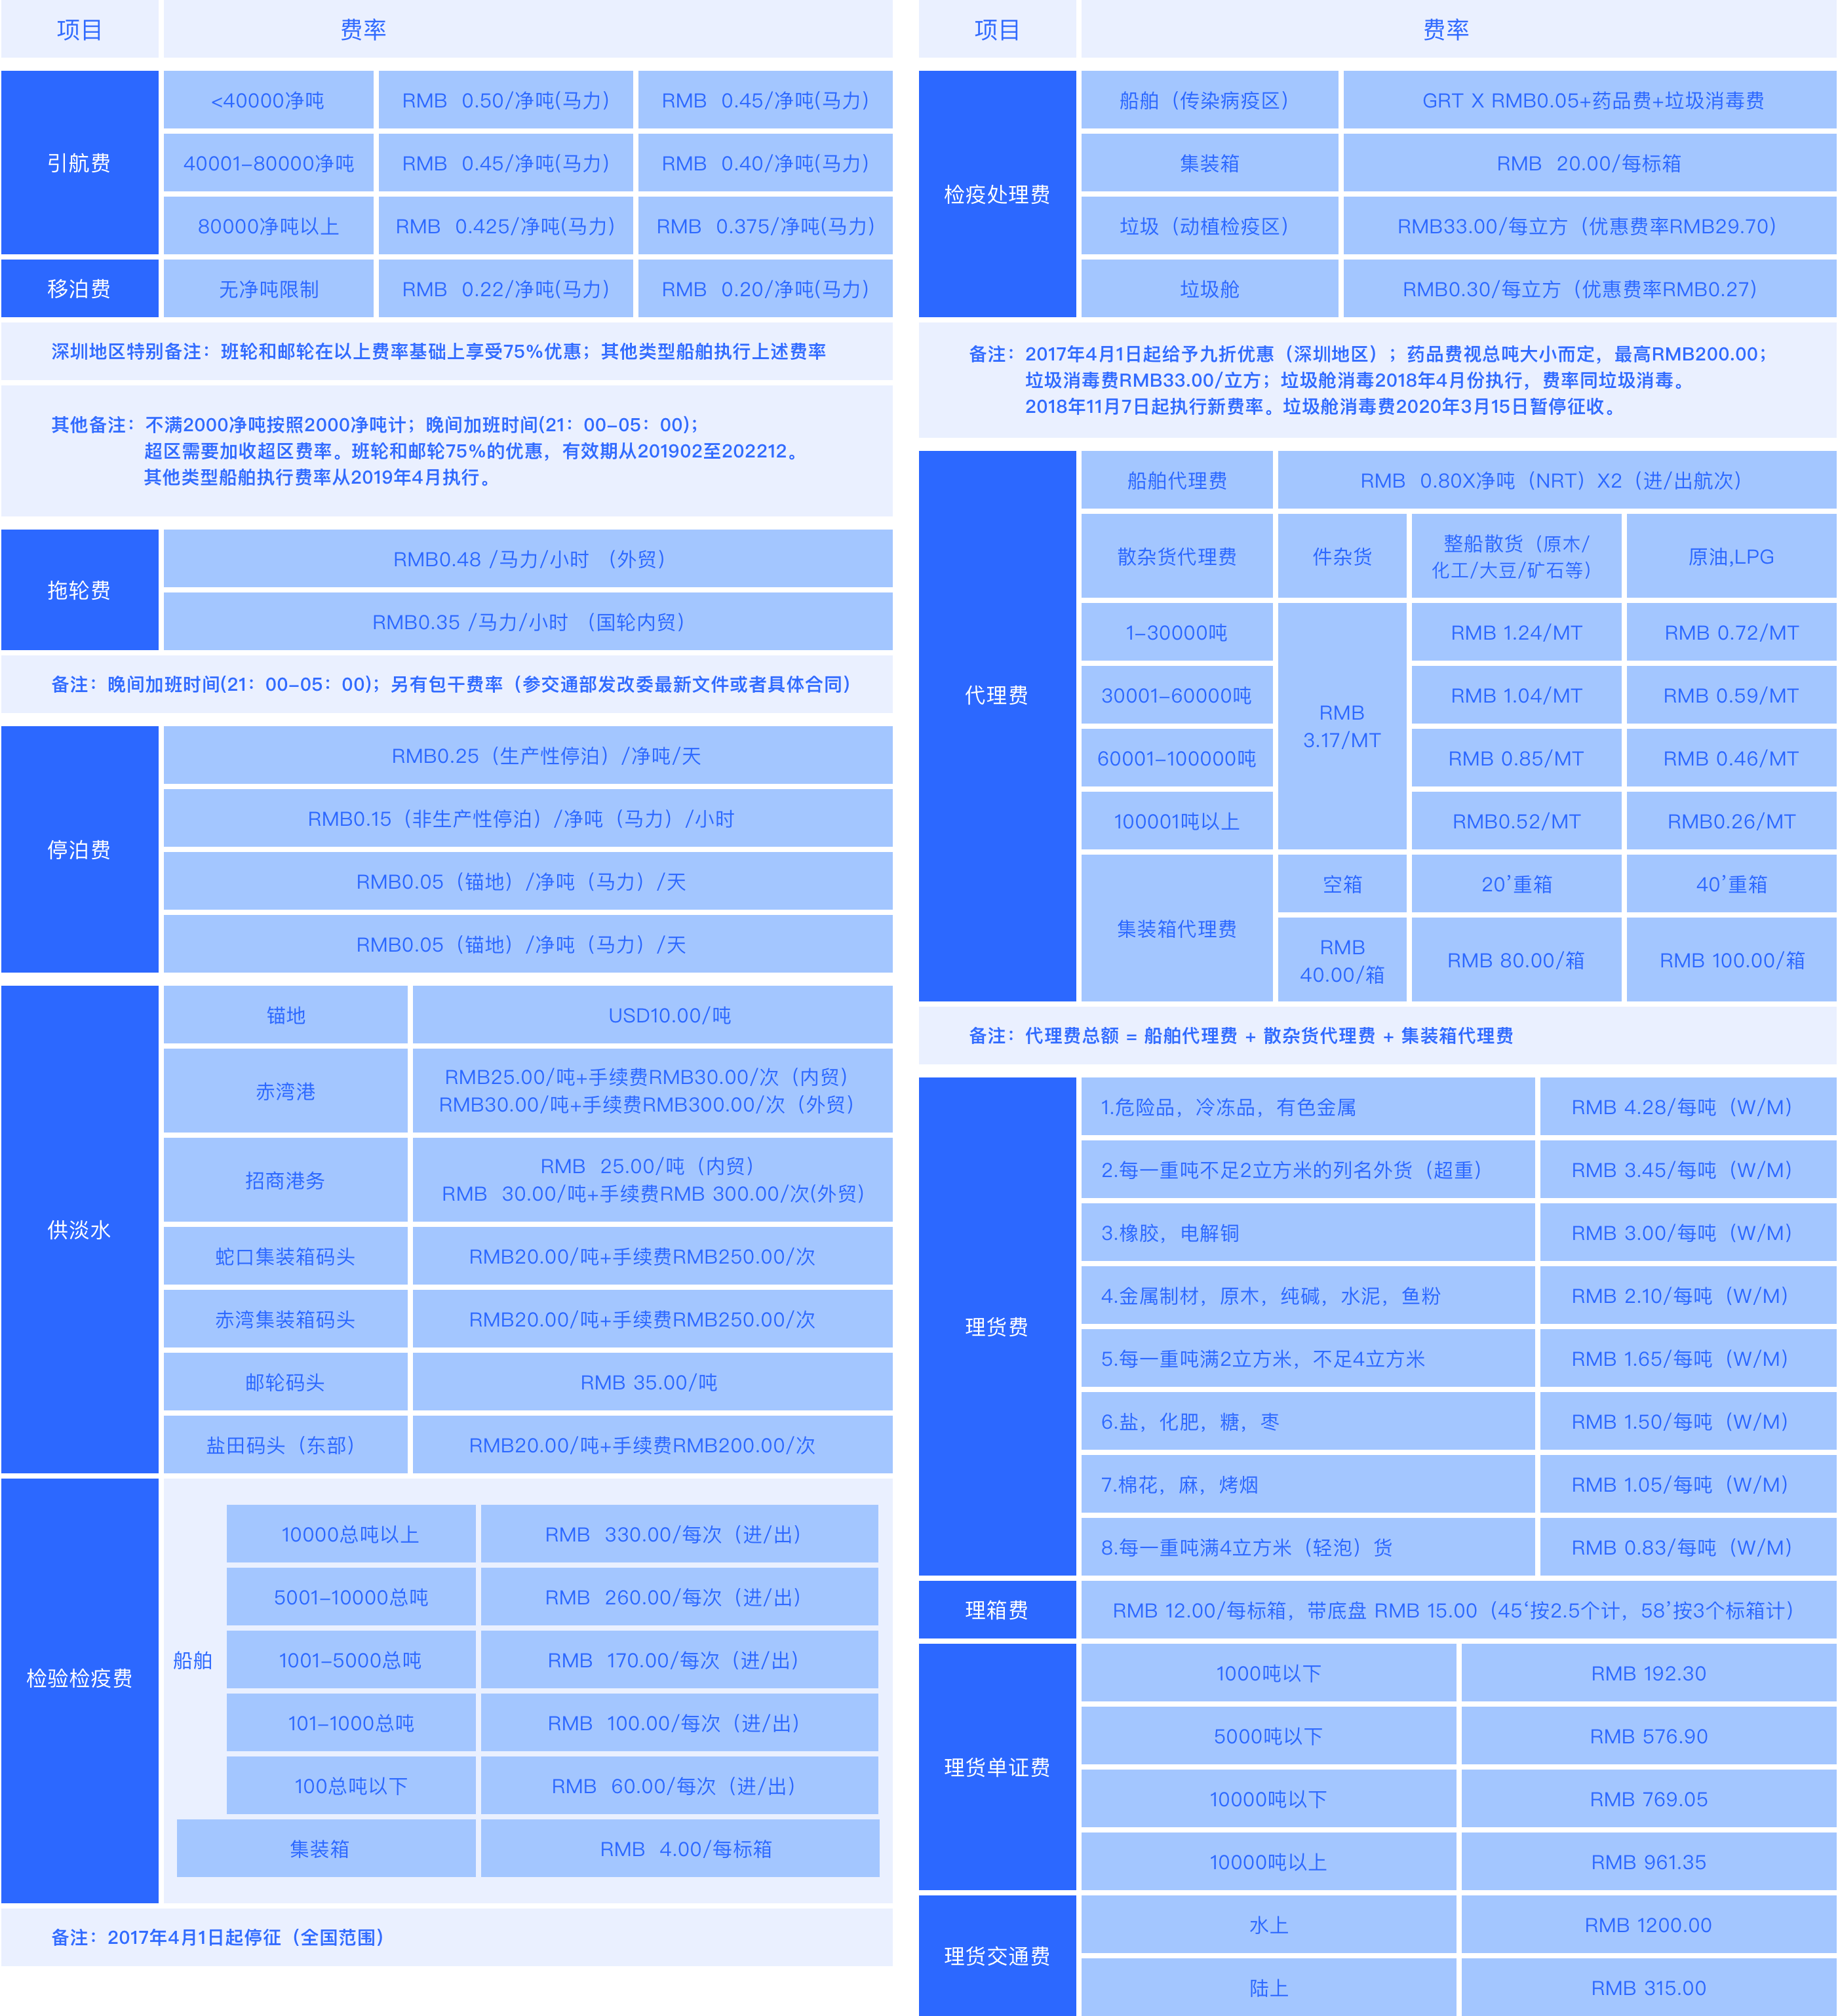 项目
费率
引航费
<40000净吨
RMB 0.50/净吨(马力)
RMB 0.45/净吨(马力)
40001-80000净吨
RMB 0.45/净吨(马力)
RMB 0.40/净吨(马力)
80000净吨以上
RMB 0.425/净吨(马力)
RMB 0.375/净吨(马力)
移泊费
无净吨限制
RMB 0.22/净吨(马力)
RMB 0.20/净吨(马力)
深圳地区特别备注：班轮和邮轮在以上费率基础上享受75%优惠；其他类型船舶执行上述费率
其他备注：不满2000净吨按照2000净吨计；晚间加班时间(21：00-05：00)；
超区需要加收超区费率。班轮和邮轮75%的优惠，有效期从201902至202212。
其他类型船舶执行费率从2019年4月执行。
拖轮费
RMB0.48 /马力/小时 （外贸）
RMB0.35 /马力/小时 （国轮内贸）
备注：晚间加班时间(21：00-05：00)；另有包干费率（参交通部发改委最新文件或者具体合同）
停泊费
RMB0.25（生产性停泊）/净吨/天
RMB0.15（非生产性停泊）/净吨（马力）/小时
RMB0.05（锚地）/净吨（马力）/天
RMB0.05（锚地）/净吨（马力）/天
供淡水
锚地
USD10.00/吨
赤湾港
RMB25.00/吨+手续费RMB30.00/次（内贸）
RMB30.00/吨+手续费RMB300.00/次（外贸）
招商港务
RMB 25.00/吨（内贸）
RMB 30.00/吨+手续费RMB 300.00/次(外贸)
蛇口集装箱码头
RMB20.00/吨+手续费RMB250.00/次
赤湾集装箱码头
RMB20.00/吨+手续费RMB250.00/次
邮轮码头
RMB 35.00/吨
盐田码头（东部）
RMB20.00/吨+手续费RMB200.00/次
检验检疫费
船舶
10000总吨以上
RMB 330.00/每次（进/出）
5001-10000总吨
RMB 260.00/每次（进/出）
1001-5000总吨
RMB 170.00/每次（进/出）
101-1000总吨
RMB 100.00/每次（进/出）
100总吨以下
RMB 60.00/每次（进/出）
集装箱
RMB 4.00/每标箱
备注：2017年4月1日起停征（全国范围）
项目
费率
检疫处理费
船舶（传染病疫区）
GRT X RMB0.05+药品费+垃圾消毒费
集装箱
RMB 20.00/每标箱
垃圾（动植检疫区）
RMB33.00/每立方（优惠费率RMB29.70）
垃圾舱
RMB0.30/每立方（优惠费率RMB0.27）
备注：2017年4月1日起给予九折优惠（深圳地区）；药品费视总吨大小而定，最高RMB200.00；
垃圾消毒费RMB33.00/立方；垃圾舱消毒2018年4月份执行，费率同垃圾消毒。
2018年11月7日起执行新费率。垃圾舱消毒费2020年3月15日暂停征收。
代理费
船舶代理费
RMB 0.80X净吨（NRT）X2（进/出航次）
散杂货代理费
件杂货
整船散货（原木/
化工/大豆/矿石等）
原油,LPG
1-30000吨
RMB
3.17/MT
RMB 1.24/MT
RMB 0.72/MT
30001-60000吨
RMB 1.04/MT
RMB 0.59/MT
60001-100000吨
RMB 0.85/MT
RMB 0.46/MT
100001吨以上
RMB0.52/MT
RMB0.26/MT
集装箱代理费
空箱
20’重箱
40’重箱
RMB
40.00/箱
RMB 80.00/箱
RMB 100.00/箱
备注：代理费总额 = 船舶代理费 + 散杂货代理费 + 集装箱代理费
理货费
1.危险品，冷冻品，有色金属
RMB 4.28/每吨（W/M）
2.每一重吨不足2立方米的列名外货（超重）
RMB 3.45/每吨（W/M）
3.橡胶，电解铜
RMB 3.00/每吨（W/M）
4.金属制材，原木，纯碱，水泥，鱼粉
RMB 2.10/每吨（W/M）
5.每一重吨满2立方米，不足4立方米
RMB 1.65/每吨（W/M）
6.盐，化肥，糖，枣
RMB 1.50/每吨（W/M）
7.棉花，麻，烤烟
RMB 1.05/每吨（W/M）
8.每一重吨满4立方米（轻泡）货
RMB 0.83/每吨（W/M）
理箱费
RMB 12.00/每标箱，带底盘 RMB 15.00（45‘按2.5个计，58’按3个标箱计）
理货单证费
1000吨以下
RMB 192.30
5000吨以下
RMB 576.90
10000吨以下
RMB 769.05
10000吨以上
RMB 961.35
理货交通费
水上
RMB 1200.00
陆上
RMB 315.00